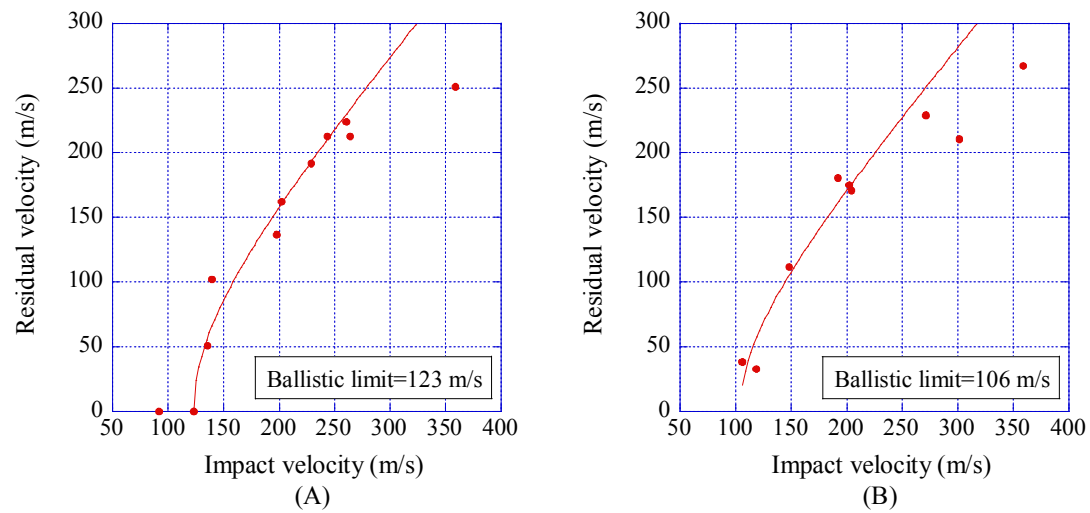 300
250
200
150
100
50
0
Residual velocity (m/s)
Ballistic limit=123 m/s
50 100 150 200 250 300 350 400
Impact velocity (m/s)
(A)
300
250
200
150
100
50
0
Residual velocity (m/s)
Ballistic limit=106 m/s
50 100 150 200 250 300 350 400
Impact velocity (m/s)
(B)